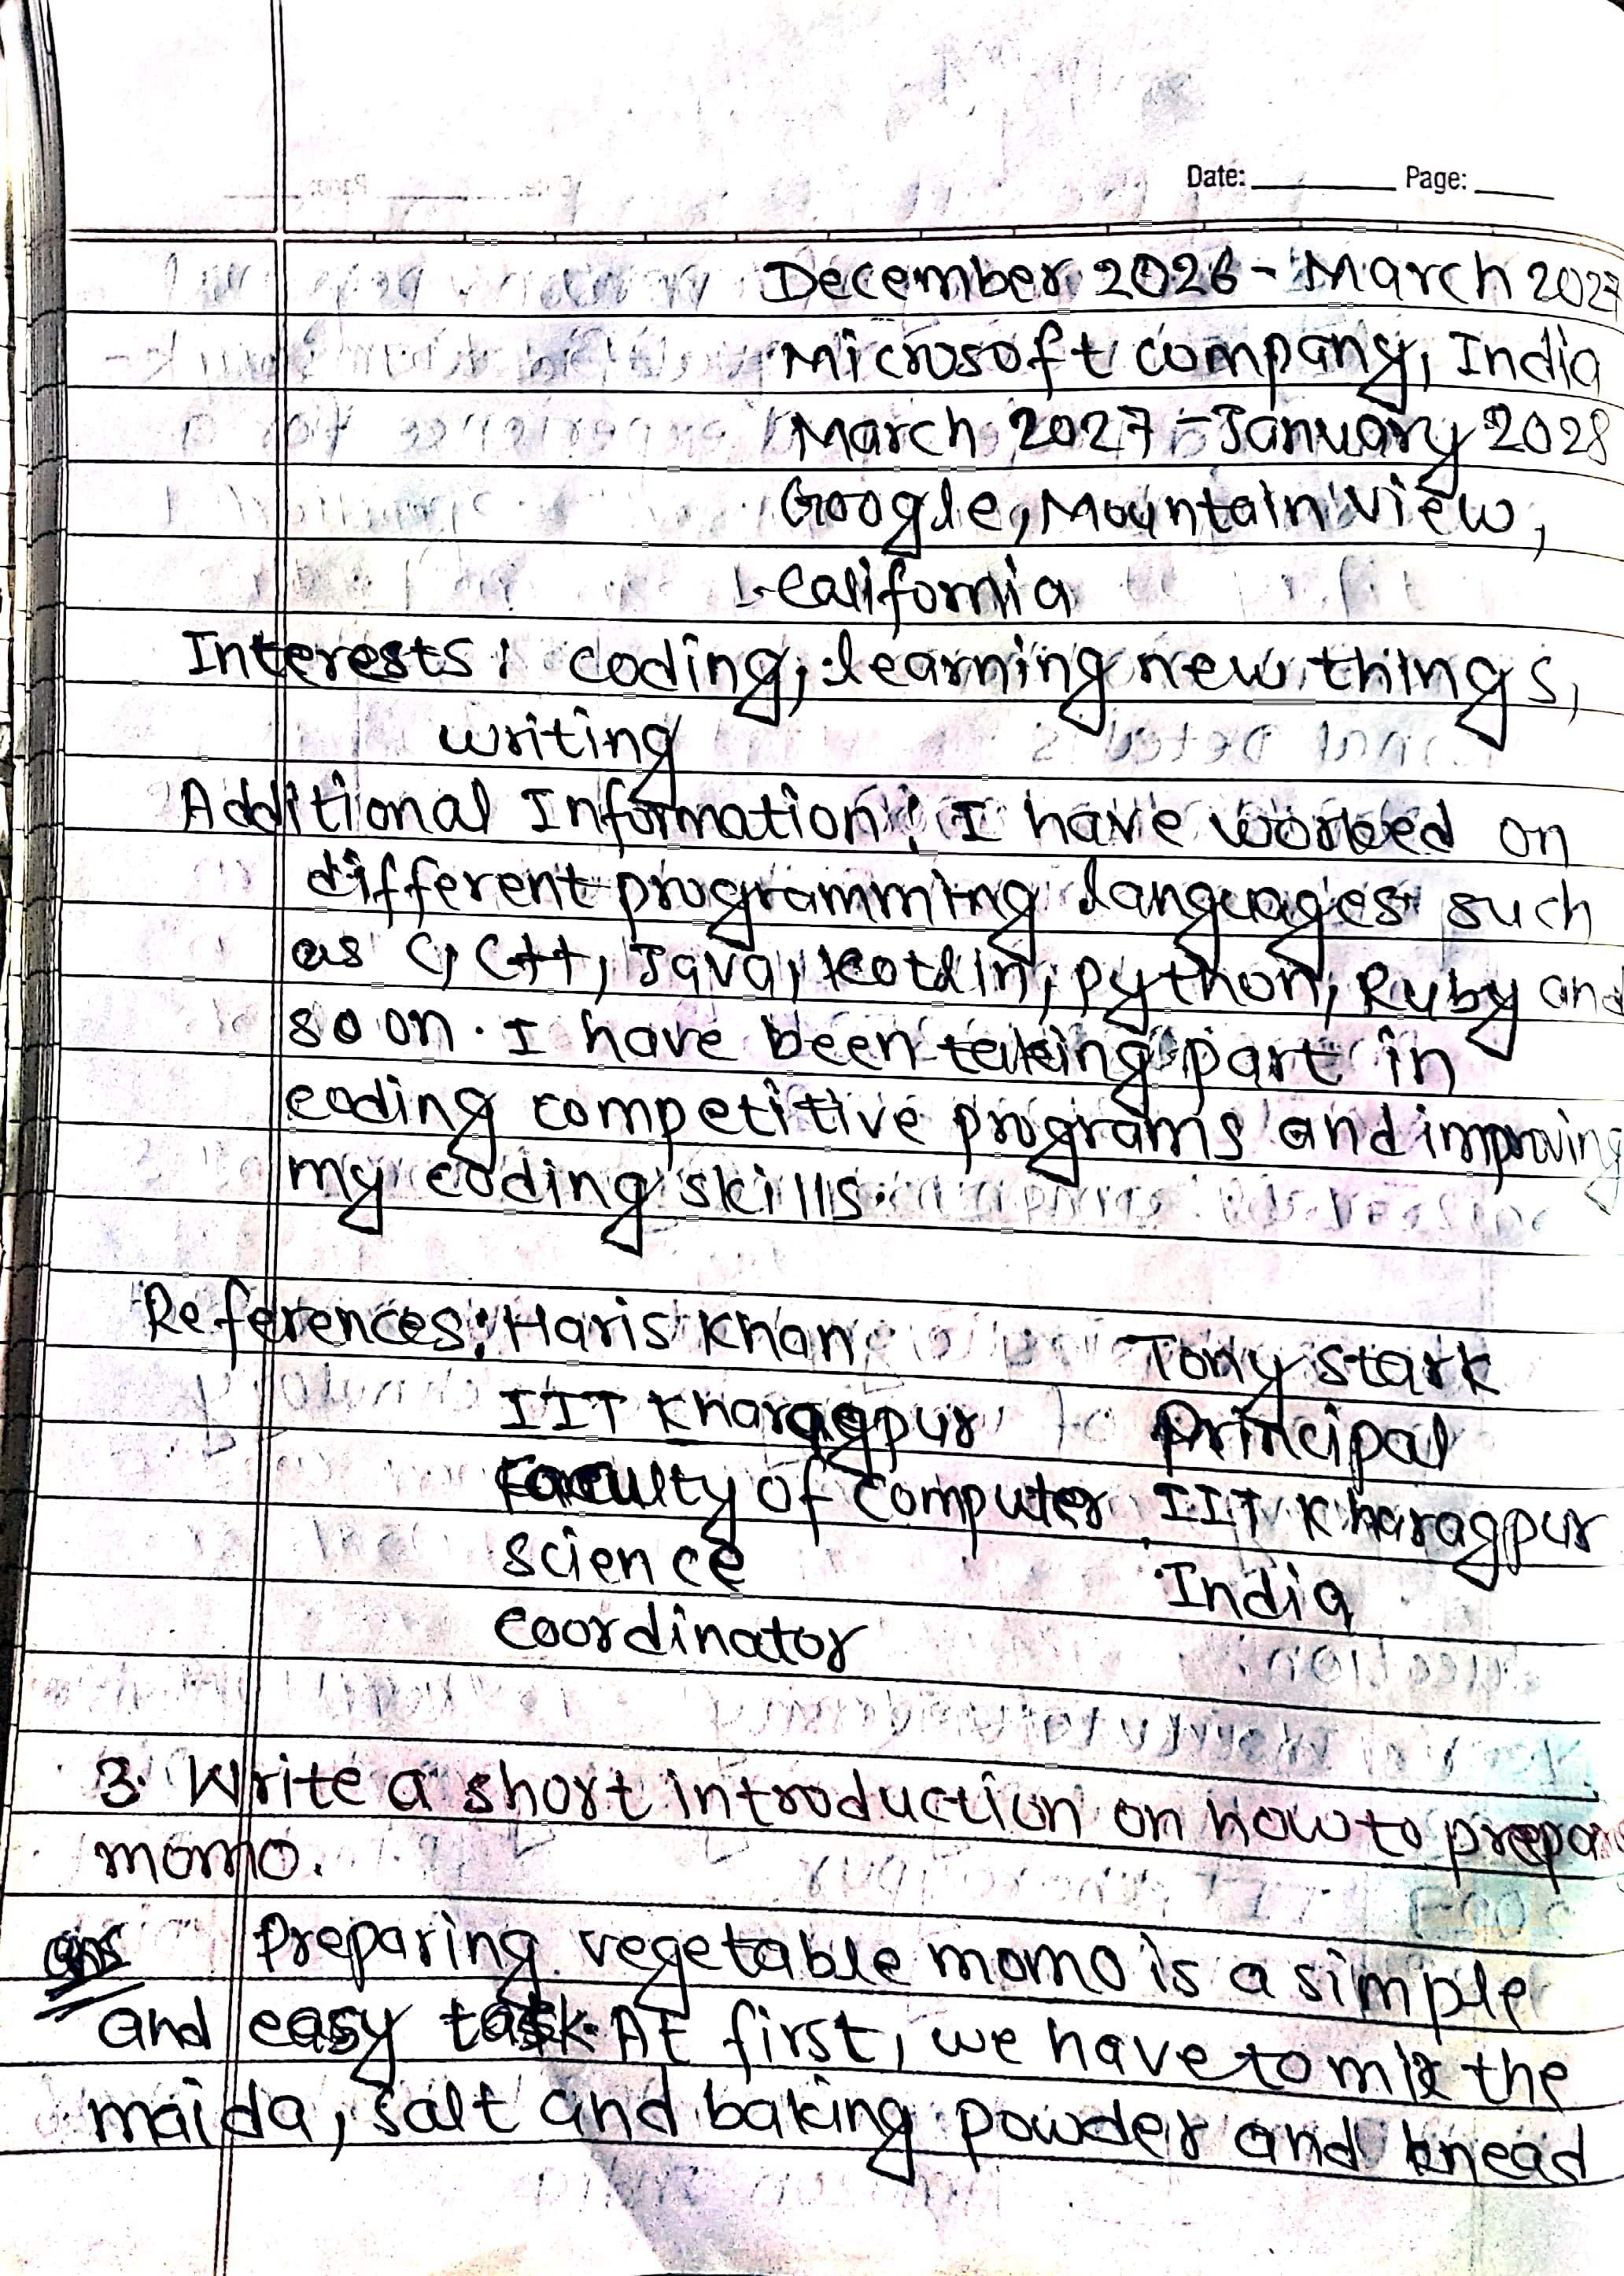 Date: Page:
December 2026 - March 2027
Microsoft company, India
March 2027 - January 2028
Google, Mountain View,
California
Interests: coding, learning new things,
writing
Additional Information: I have worked on
different programming languages such
as C, C++, Java, Kotlin, python, Ruby and
so on. I have been taking part in
coding competitive programs and improving
my coding skills.
References: Haris Khan Tony Stark
IIT Kharagpur Principal
Faculty of computer IIT Kharagpur
science India
coordinator
3. Write a short introduction on how to prepare
momo.
ans Preparing vegetable momo is a simple
and easy task. At first, we have to mix the
maida, salt and baking powder and knead